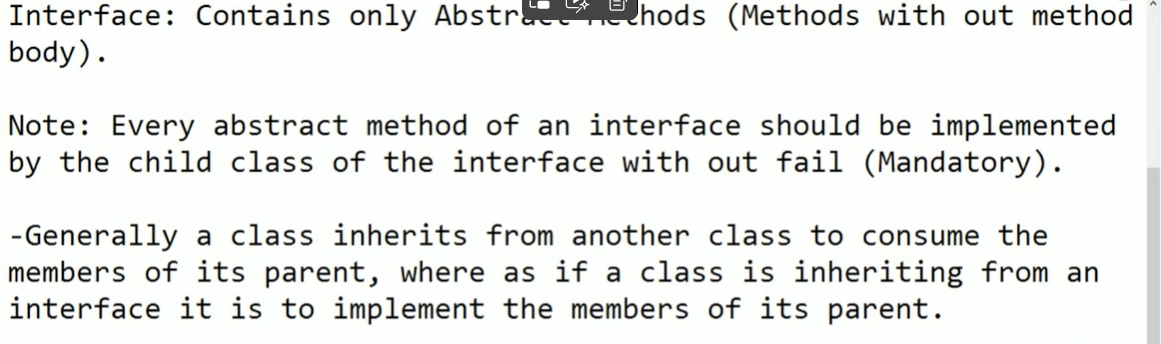 Interface: Contains only Abstract Methods (Methods with out method
body).
Note: Every abstract method of an interface should be implemented
by the child class of the interface with out fail (Mandatory).
-Generally a class inherits from another class to consume the
members of its parent, where as if a class is inheriting from an
interface it is to implement the members of its parent.